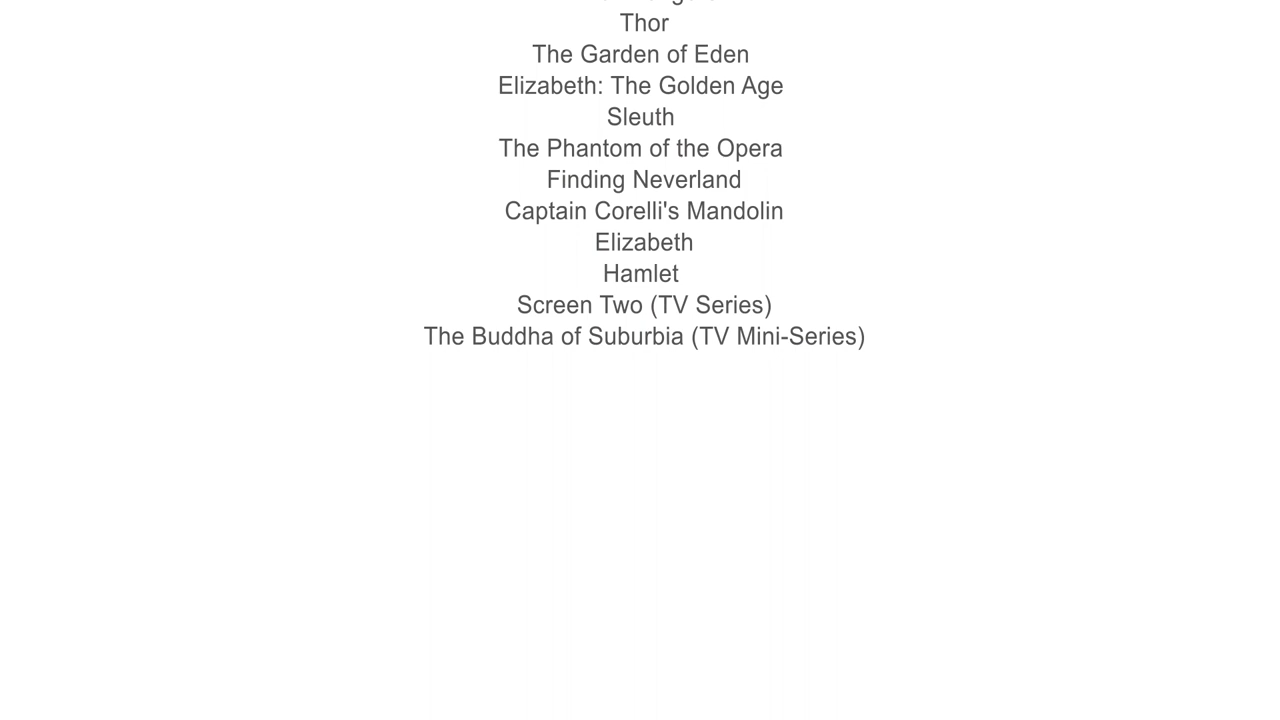 Thor
The Garden of Eden
Elizabeth: The Golden Age
Sleuth
The Phantom of the Opera
Finding Neverland
Captain Corelli's Mandolin
Elizabeth
Hamlet
Screen Two (TV Series)
The Buddha of Suburbia (TV Mini-Series)